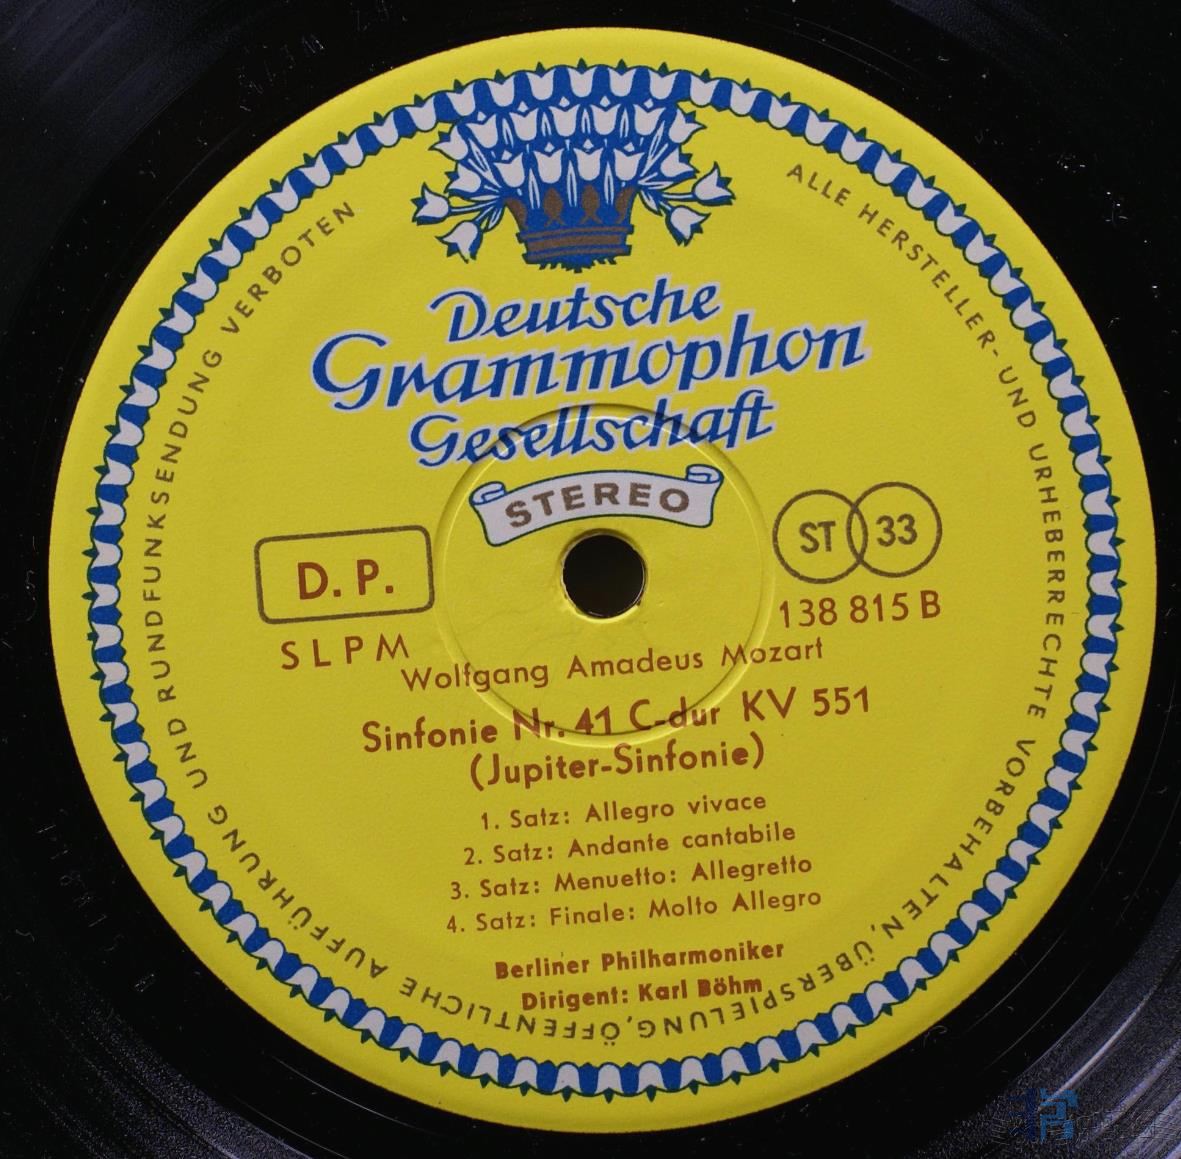 Deutsche
Grammophon
Gesellschaft
STEREO
D. P.
ST 33
SLPM
138 815 B
Wolfgang Amadeus Mozart
Sinfonie Nr. 41 C-dur KV 551
(Jupiter-Sinfonie)
1. Satz: Allegro vivace
2. Satz: Andante cantabile
3. Satz: Menuetto: Allegretto
4. Satz: Finale: Molto Allegro
Berliner Philharmoniker
Dirigent: Karl Böhm
ALLE HERSTELLER- UND URHEBERRECHTE VORBEHALTEN, ÜBERSPIELUNG, ÖFFENTLICHE AUFFÜHRUNG UND RUNDFUNKSENDUNG VERBOTEN